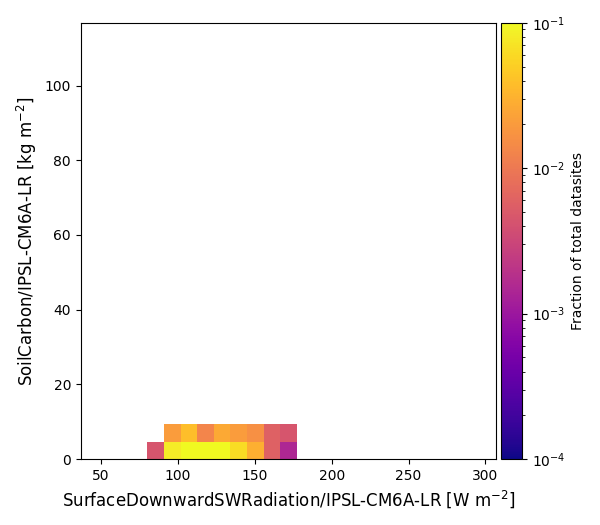 SoilCarbon/IPSL-CM6A-LR [kg m⁻²]
100
80
60
40
20
0
50 100 150 200 250 300
SurfaceDownwardSWRadiation/IPSL-CM6A-LR [W m⁻²]
10⁻¹
10⁻²
10⁻³
10⁻⁴
Fraction of total datasites